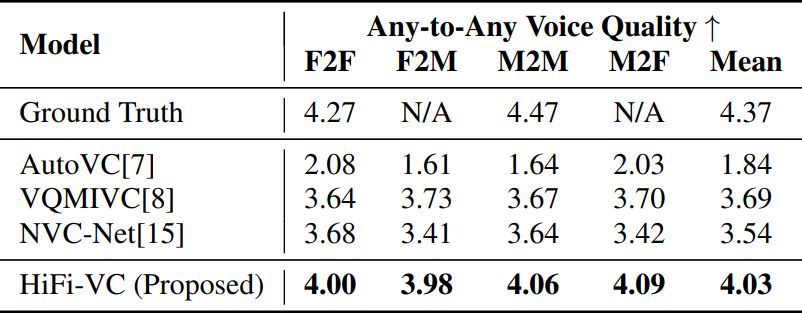 Model Any-to-Any Voice Quality ↑
F2F F2M M2M M2F Mean
Ground Truth 4.27 N/A 4.47 N/A 4.37
AutoVC[7] 2.08 1.61 1.64 2.03 1.84
VQMIVC[8] 3.64 3.73 3.67 3.70 3.69
NVC-Net[15] 3.68 3.41 3.64 3.42 3.54
HiFi-VC (Proposed) 4.00 3.98 4.06 4.09 4.03